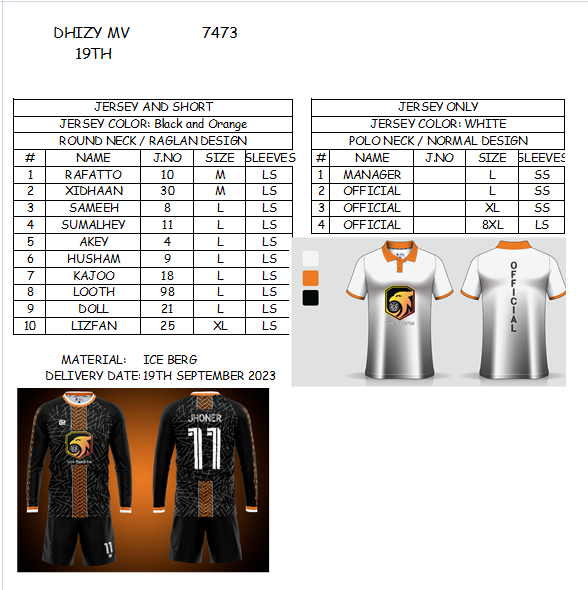 DHIZY MV 7473
19TH
JERSEY AND SHORT
JERSEY COLOR: Black and Orange
ROUND NECK / RAGLAN DESIGN
# NAME J.NO SIZE SLEEVES
1 RAFATTO 10 M LS
2 XIDHAAN 30 M LS
3 SAMEEH 8 L LS
4 SUMALHEY 11 L LS
5 AKEY 4 L LS
6 HUSHAM 9 L LS
7 KAJOO 18 L LS
8 LOOTH 98 L LS
9 DOLL 21 L LS
10 LIZFAN 25 XL LS
JERSEY ONLY
JERSEY COLOR: WHITE
POLO NECK / NORMAL DESIGN
# NAME J.NO SIZE SLEEVES
1 MANAGER L SS
2 OFFICIAL L SS
3 OFFICIAL XL SS
4 OFFICIAL 8XL LS
OFFICIAL
MATERIAL: ICE BERG
DELIVERY DATE: 19TH SEPTEMBER 2023
JHONER
11
11